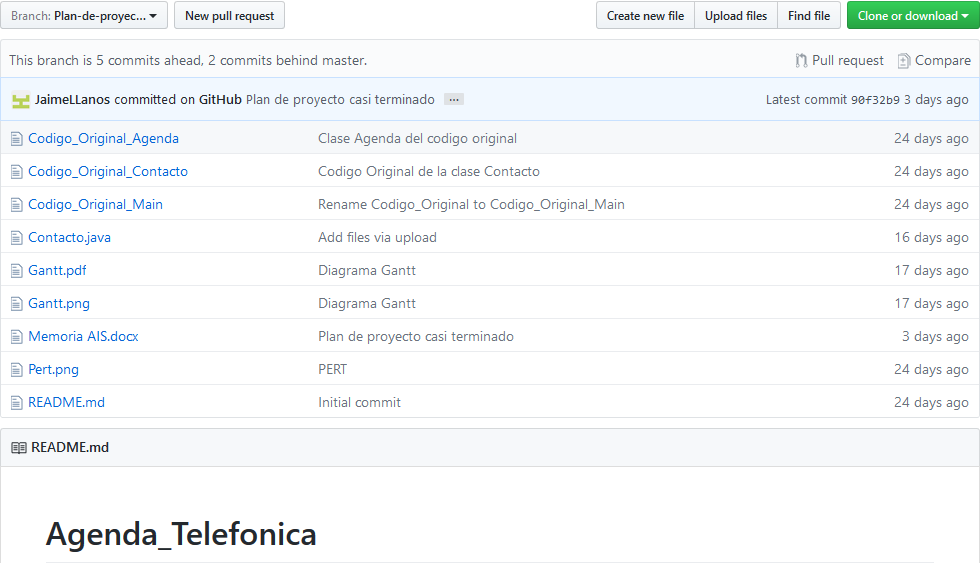 Branch: Plan-de-proyec... New pull request Create new file Upload files Find file Clone or download
This branch is 5 commits ahead, 2 commits behind master. Pull request Compare
JaimeLLanos committed on GitHub Plan de proyecto casi terminado ... Latest commit 90f32b9 3 days ago
Codigo_Original_Agenda Clase Agenda del codigo original 24 days ago
Codigo_Original_Contacto Codigo Original de la clase Contacto 24 days ago
Codigo_Original_Main Rename Codigo_Original to Codigo_Original_Main 24 days ago
Contacto.java Add files via upload 16 days ago
Gantt.pdf Diagrama Gantt 17 days ago
Gantt.png Diagrama Gantt 17 days ago
Memoria AIS.docx Plan de proyecto casi terminado 3 days ago
Pert.png PERT 24 days ago
README.md Initial commit 24 days ago
README.md
Agenda_Telefonica